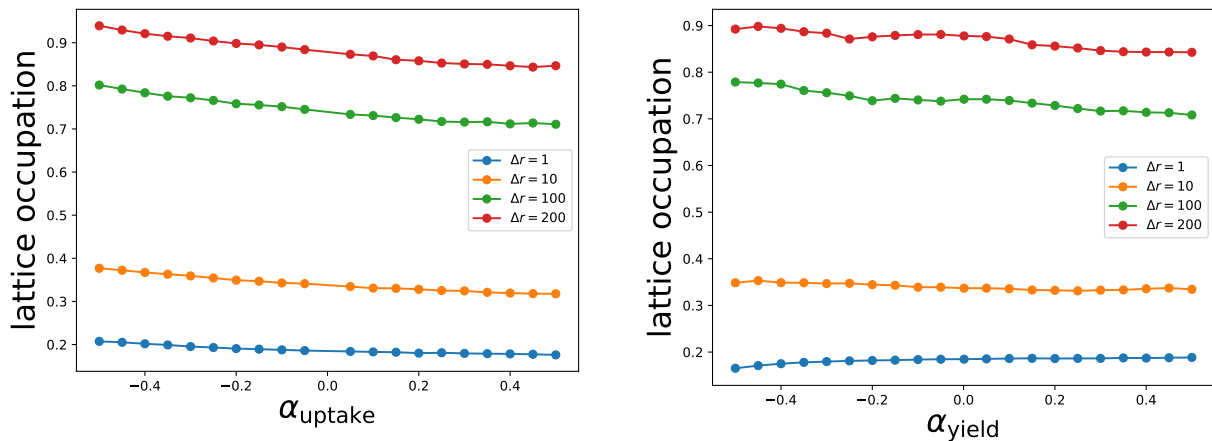 lattice occupation
0.9
0.8
0.7
0.6
0.5
0.4
0.3
0.2
−0.4
−0.2
0.0
0.2
0.4
α_uptake
Δr = 1
Δr = 10
Δr = 100
Δr = 200
lattice occupation
0.9
0.8
0.7
0.6
0.5
0.4
0.3
0.2
−0.4
−0.2
0.0
0.2
0.4
α_yield
Δr = 1
Δr = 10
Δr = 100
Δr = 200